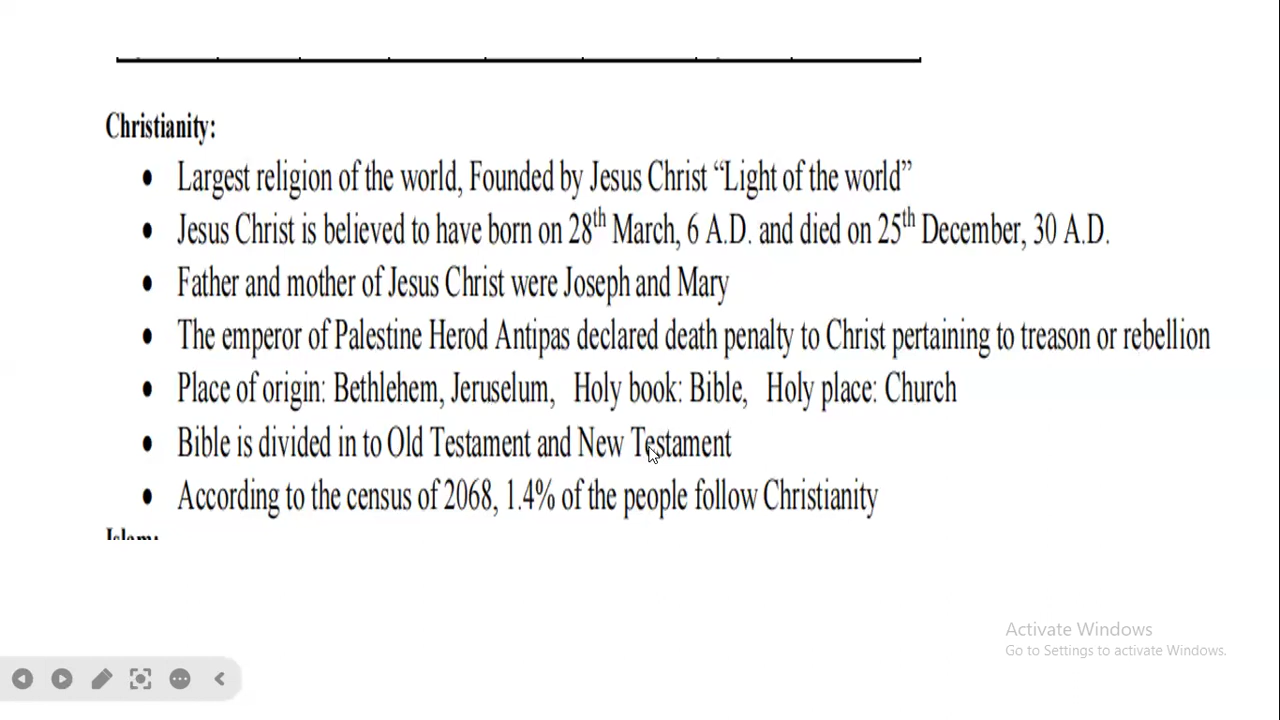 Christianity:
• Largest religion of the world, Founded by Jesus Christ “Light of the world”
• Jesus Christ is believed to have born on 28th March, 6 A.D. and died on 25th December, 30 A.D.
• Father and mother of Jesus Christ were Joseph and Mary
• The emperor of Palestine Herod Antipas declared death penalty to Christ pertaining to treason or rebellion
• Place of origin: Bethlehem, Jeruselum, Holy book: Bible, Holy place: Church
• Bible is divided in to Old Testament and New Testament
• According to the census of 2068, 1.4% of the people follow Christianity
Islam:
Activate Windows
Go to Settings to activate Windows.